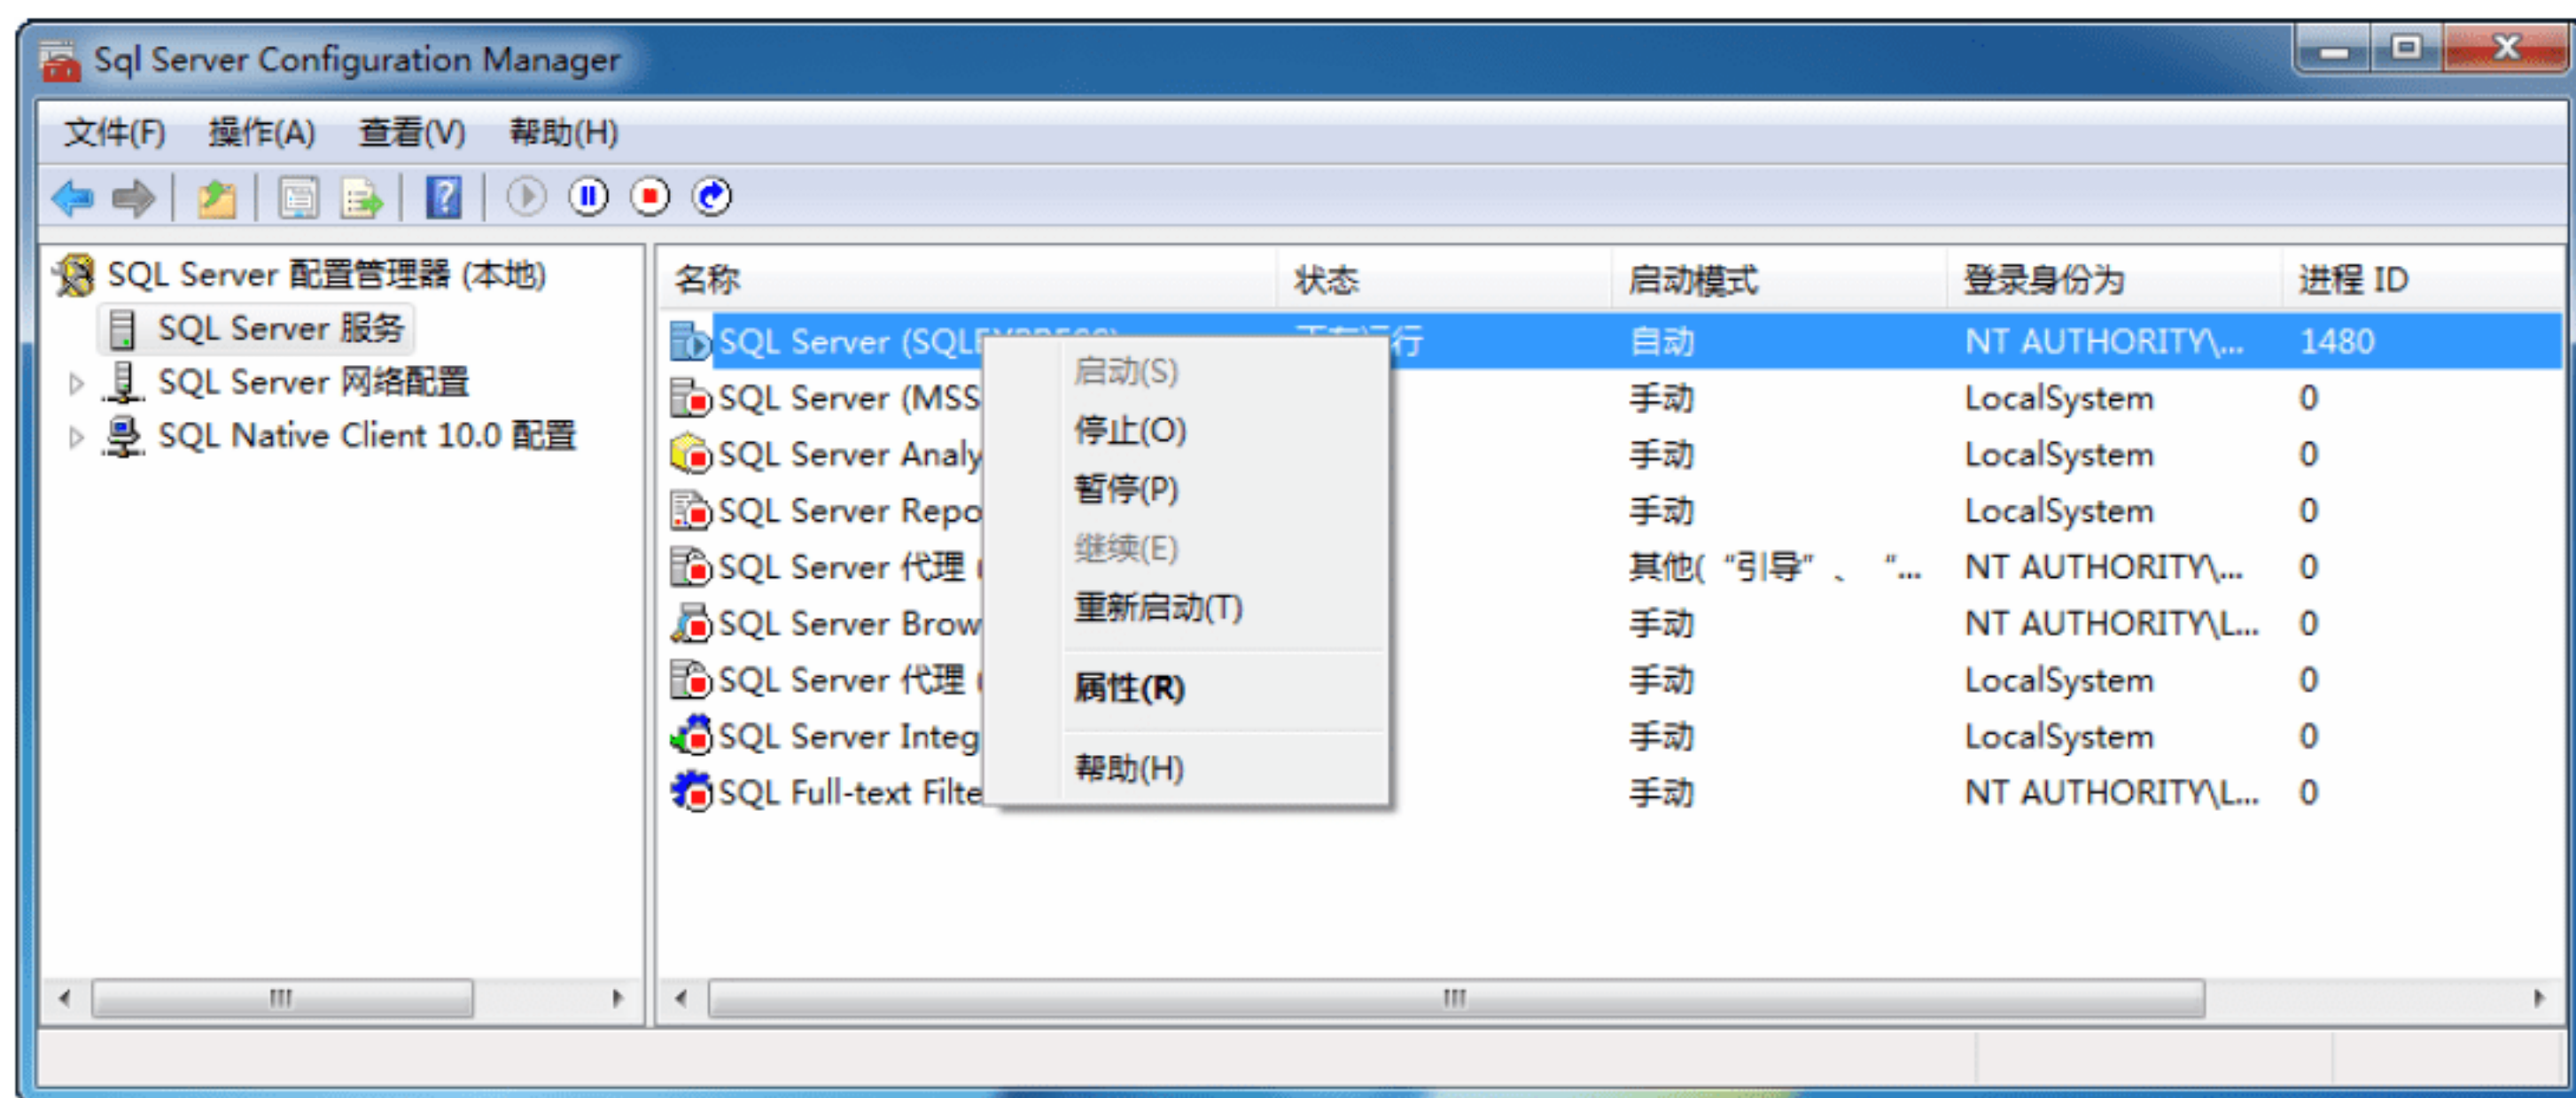 Sql Server Configuration Manager
文件(F) 操作(A) 查看(V) 帮助(H)
SQL Server 配置管理器 (本地)
SQL Server 服务
SQL Server 网络配置
SQL Native Client 10.0 配置
名称 状态 启动模式 登录身份为 进程 ID
SQL Server (SQLEXPRESS) 正在运行 自动 NT AUTHORITY\... 1480
SQL Server (MSS 手动 LocalSystem 0
SQL Server Analy 手动 LocalSystem 0
SQL Server Repo 手动 LocalSystem 0
SQL Server 代理 ( 其他( “引导” 、 “... NT AUTHORITY\... 0
SQL Server Brow 手动 NT AUTHORITY\L... 0
SQL Server 代理 ( 手动 LocalSystem 0
SQL Server Integ 手动 LocalSystem 0
SQL Full-text Filte 手动 NT AUTHORITY\L... 0
启动(S)
停止(O)
暂停(P)
继续(E)
重新启动(T)
属性(R)
帮助(H)